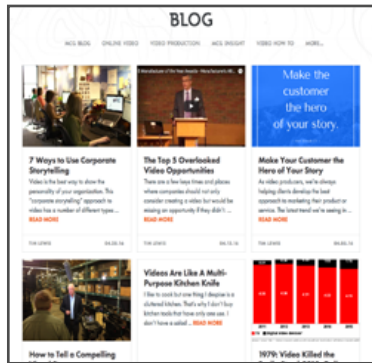 BLOG
MCG BLOG ONLINE VIDEO VIDEO PRODUCTION MCG INSIGHT VIDEO HOW TO MORE...
Make the
customer
the hero
of your story.
7 Ways to Use Corporate
Storytelling
Video is the best way to show the
personality of your organization. This
"corporate storytelling" approach to
video has a number of different types ...
READ MORE
TIM LEWIS
The Top 5 Overlooked
Video Opportunities
There are a few key times and places
where companies should not only
consider creating a video but would be
missing an opportunity if they didn't. ...
READ MORE
TIM LEWIS
Make Your Customer the
Hero of Your Story
As video producers, we're always
helping clients develop the best
approach to marketing their product or
service. The latest trend we're seeing in ...
READ MORE
TIM LEWIS
How to Tell a Compelling
Videos Are Like A Multi-
Purpose Kitchen Knife
I like to cook but one thing I despise is a
cluttered kitchen. That's why I don't buy
kitchen tools that have only one use. I
don't have a salad ... READ MORE
1979: Video Killed the